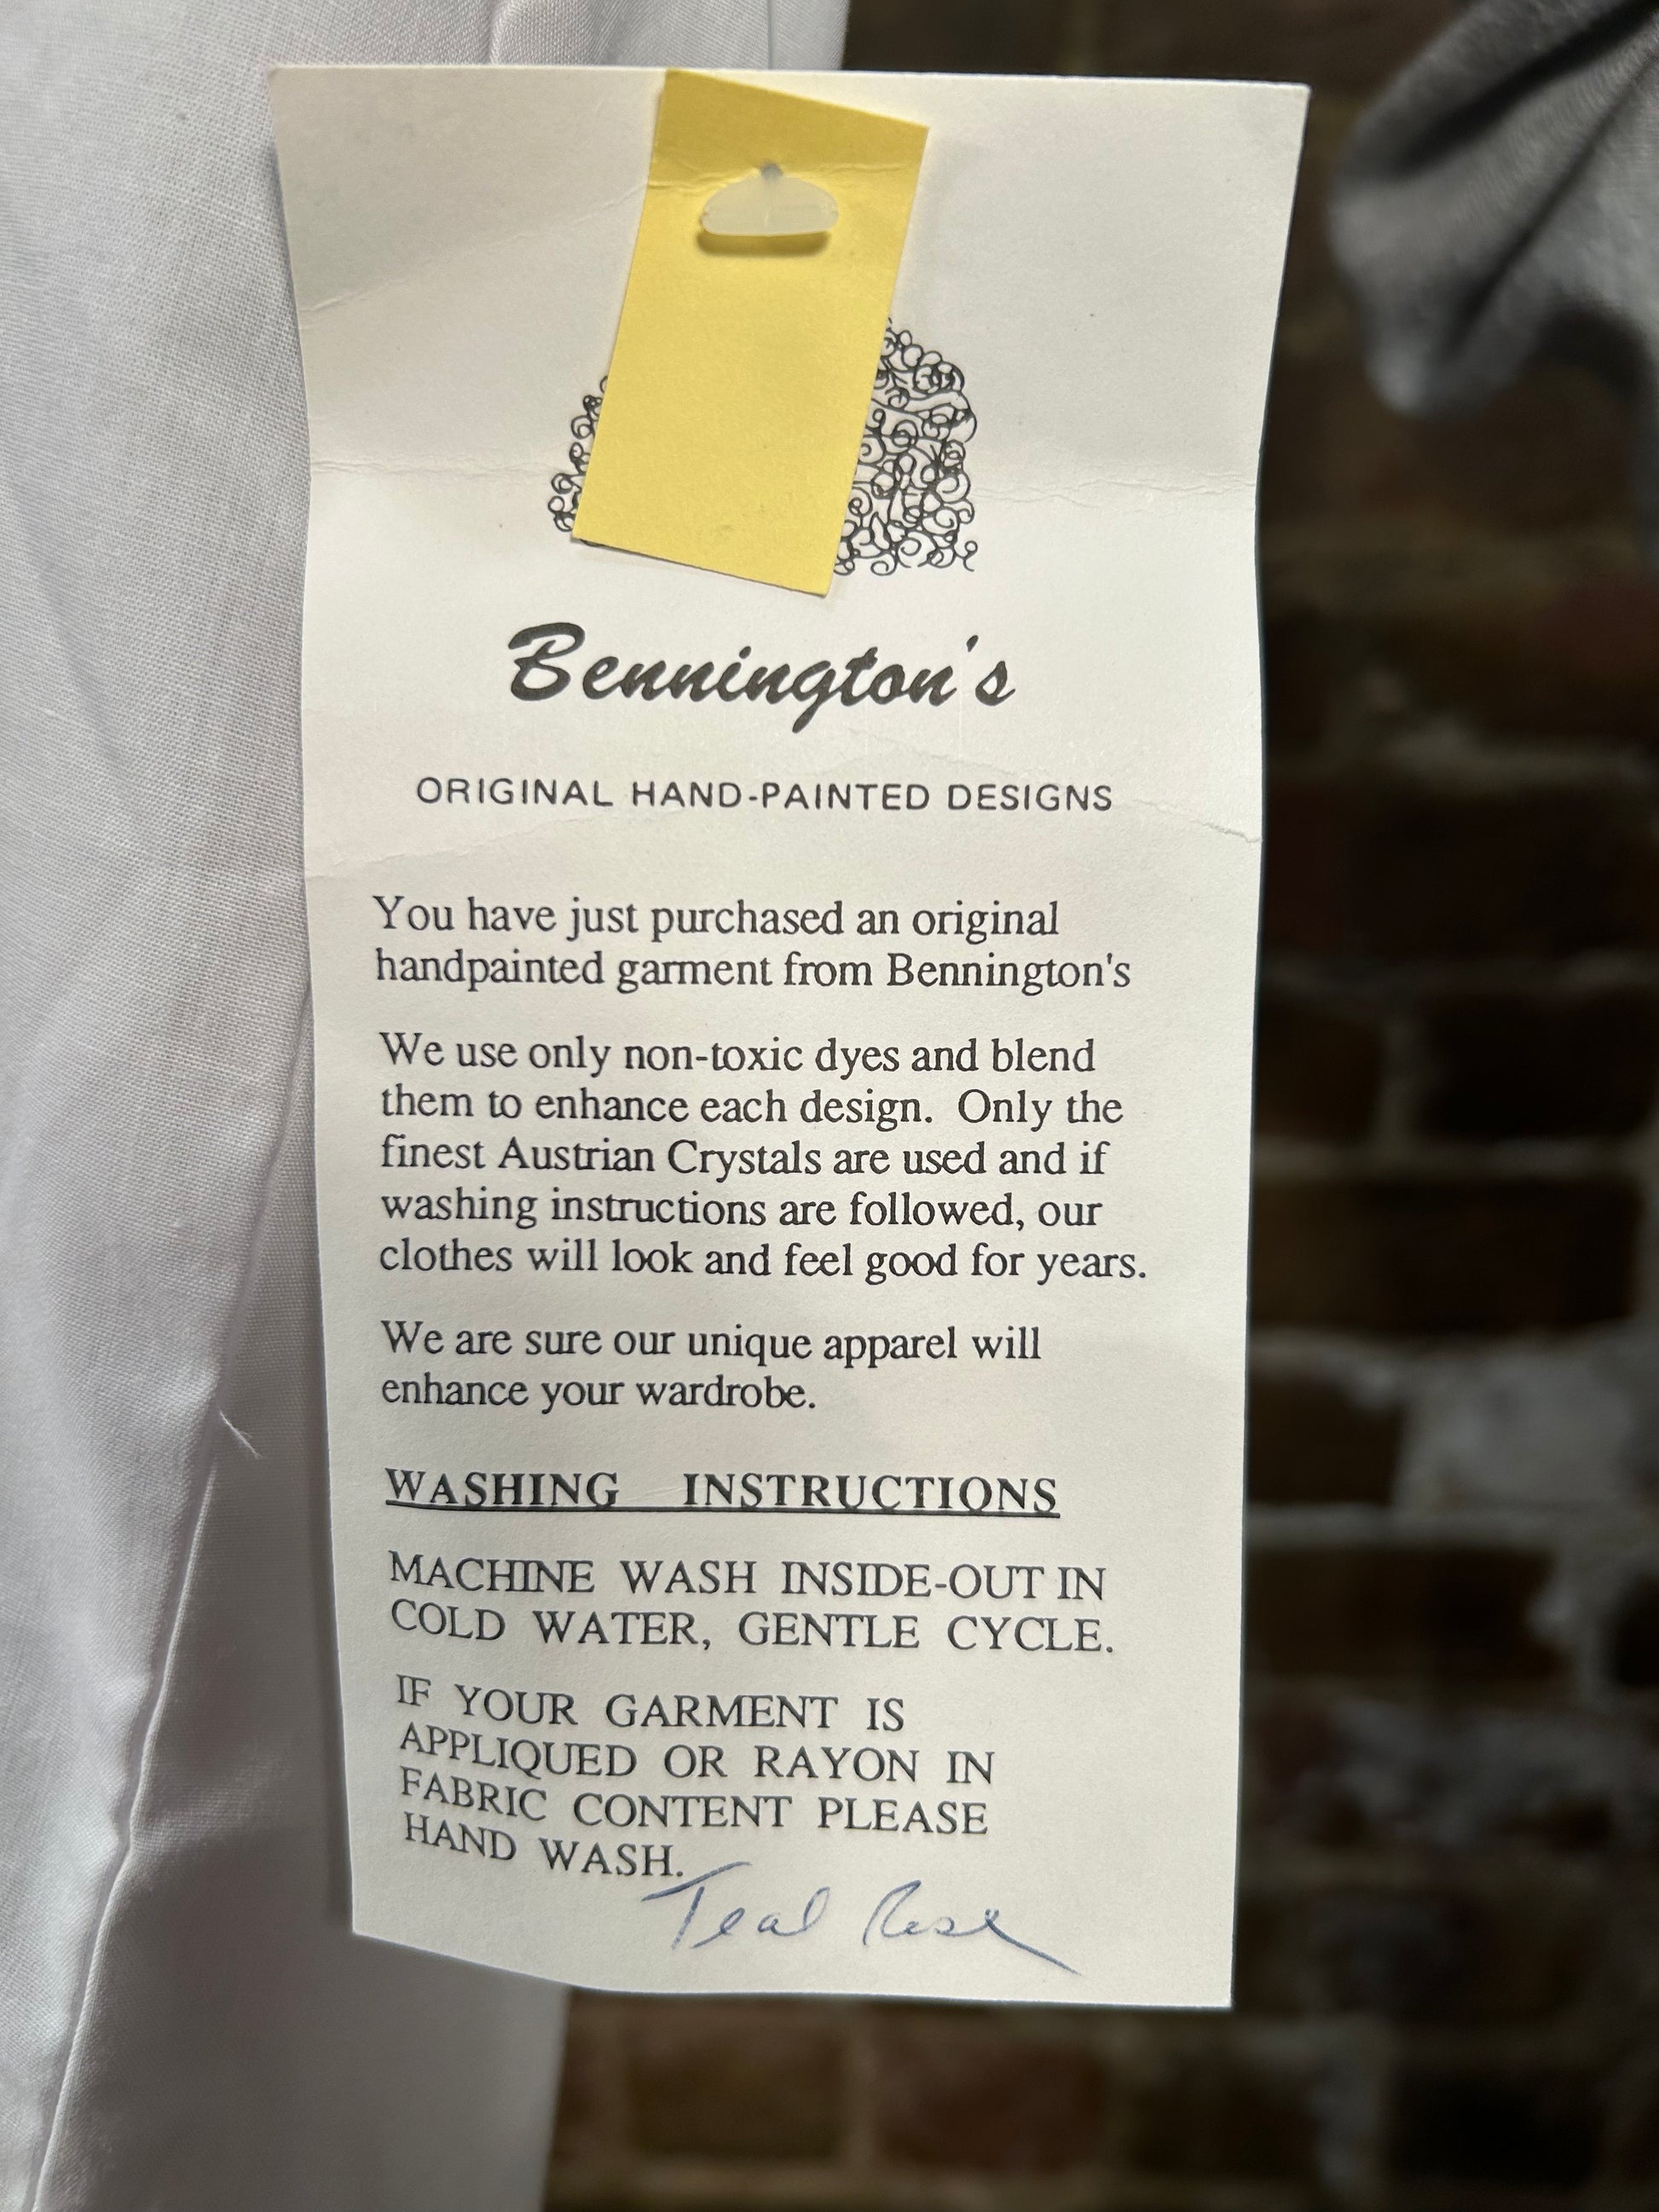 Bennington's
ORIGINAL HAND-PAINTED DESIGNS
You have just purchased an original
handpainted garment from Bennington's
We use only non-toxic dyes and blend
them to enhance each design. Only the
finest Austrian Crystals are used and if
washing instructions are followed, our
clothes will look and feel good for years.
We are sure our unique apparel will
enhance your wardrobe.
WASHING INSTRUCTIONS
MACHINE WASH INSIDE-OUT IN
COLD WATER, GENTLE CYCLE.
IF YOUR GARMENT IS
APPLIQUED OR RAYON IN
FABRIC CONTENT PLEASE
HAND WASH.
Teal Rose